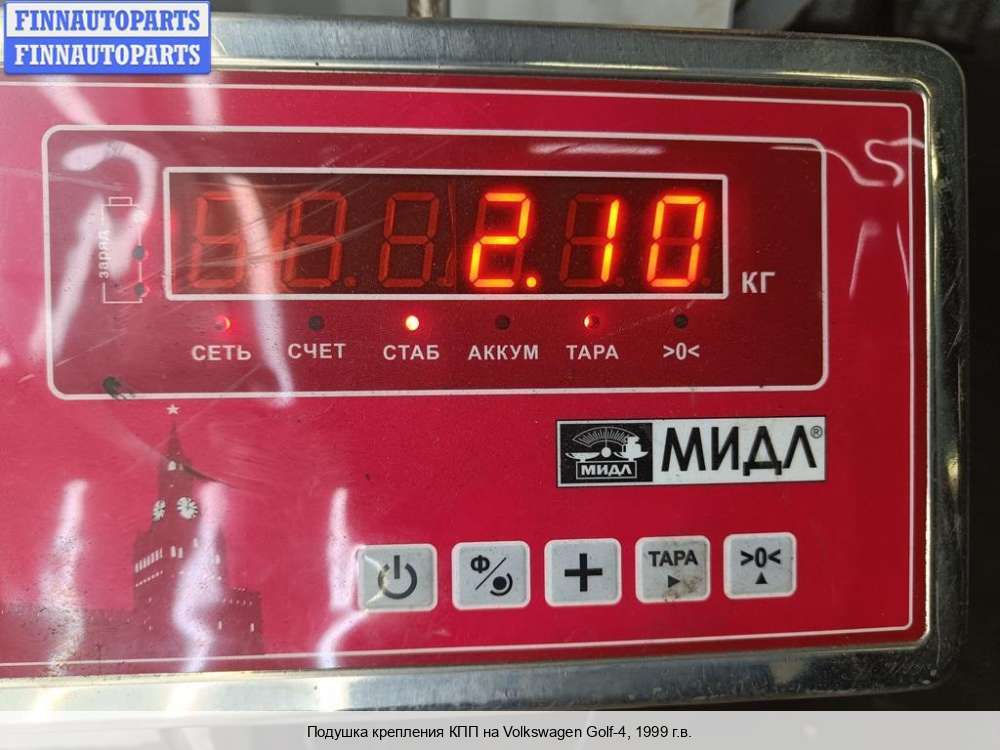 FINNAUTOPARTS
FINNAUTOPARTS
заряд
2.10
кг
СЕТЬ СЧЕТ СТАБ АККУМ ТАРА >0<
МИДЛ МИДЛ®
Ф/ + ТАРА >0<
Подушка крепления КПП на Volkswagen Golf-4, 1999 г.в.